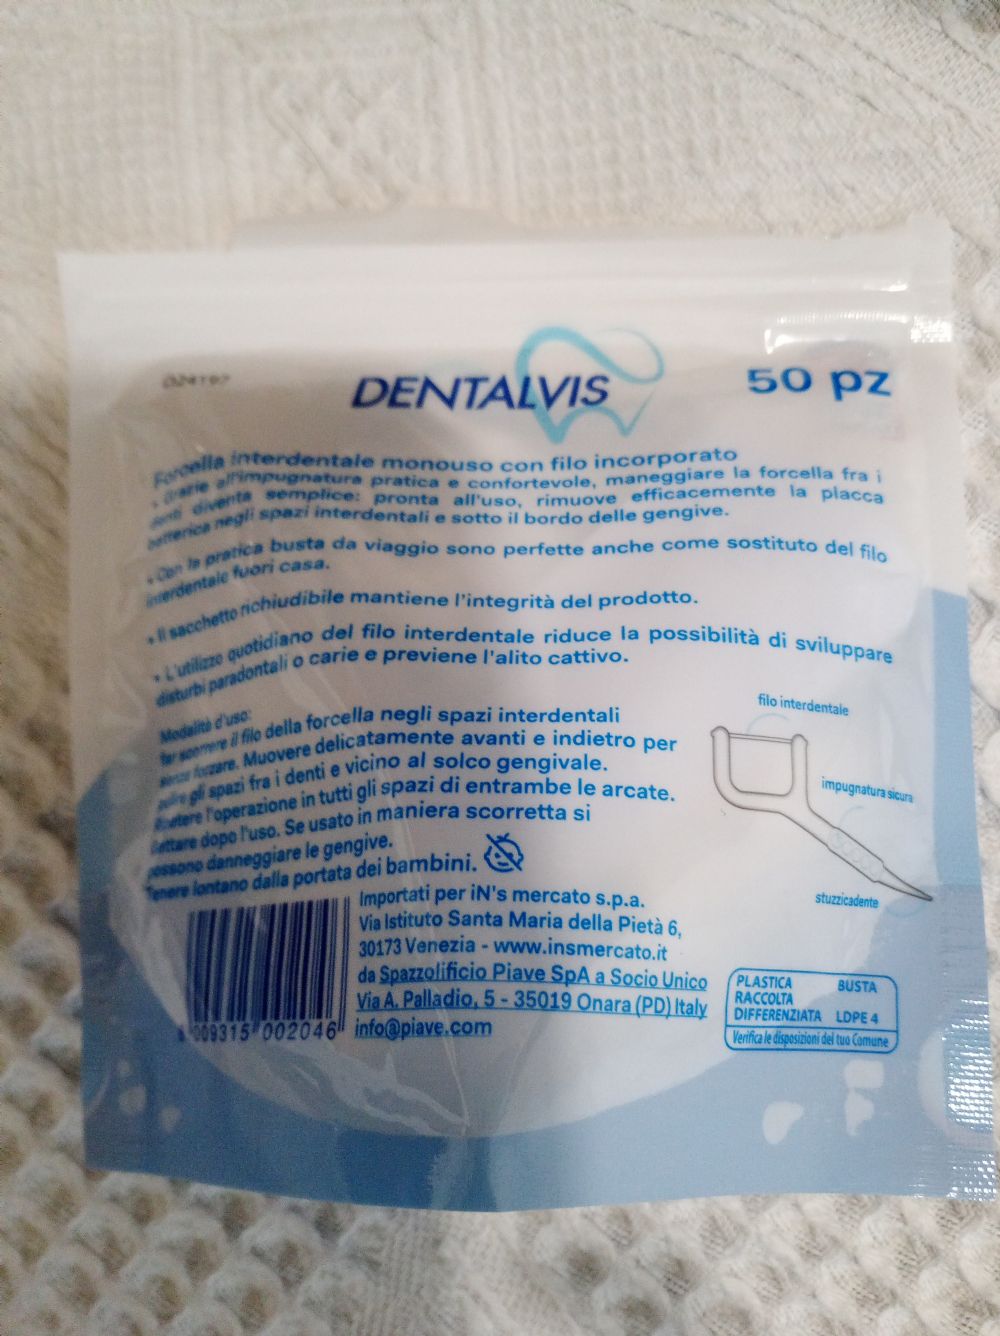 024197
DENTALVIS
50 pz
Forcella interdentale monouso con filo incorporato
• Grazie all'impugnatura pratica e confortevole, maneggiare la forcella fra i
denti diventa semplice: pronta all'uso, rimuove efficacemente la placca
batterica negli spazi interdentali e sotto il bordo delle gengive.
• Con la pratica busta da viaggio sono perfette anche come sostituto del filo
interdentale fuori casa.
• Il sacchetto richiudibile mantiene l'integrità del prodotto.
• L'utilizzo quotidiano del filo interdentale riduce la possibilità di sviluppare
disturbi paradontali o carie e previene l'alito cattivo.
Modalità d'uso:
far scorrere il filo della forcella negli spazi interdentali
senza forzare. Muovere delicatamente avanti e indietro per
pulire gli spazi fra i denti e vicino al solco gengivale.
Ripetere l'operazione in tutti gli spazi di entrambe le arcate.
Gettare dopo l'uso. Se usato in maniera scorretta si
possono danneggiare le gengive.
Tenere lontano dalla portata dei bambini.
filo interdentale
impugnatura sicura
stuzzicadente
Importati per iN's mercato s.p.a.
Via Istituto Santa Maria della Pietà 6,
30173 Venezia - www.insmercato.it
da Spazzolificio Piave SpA a Socio Unico
Via A. Palladio, 5 - 35019 Onara (PD) Italy
info@piave.com
009315 002046
PLASTICA BUSTA
RACCOLTA
DIFFERENZIATA LDPE 4
Verifica le disposizioni del tuo Comune